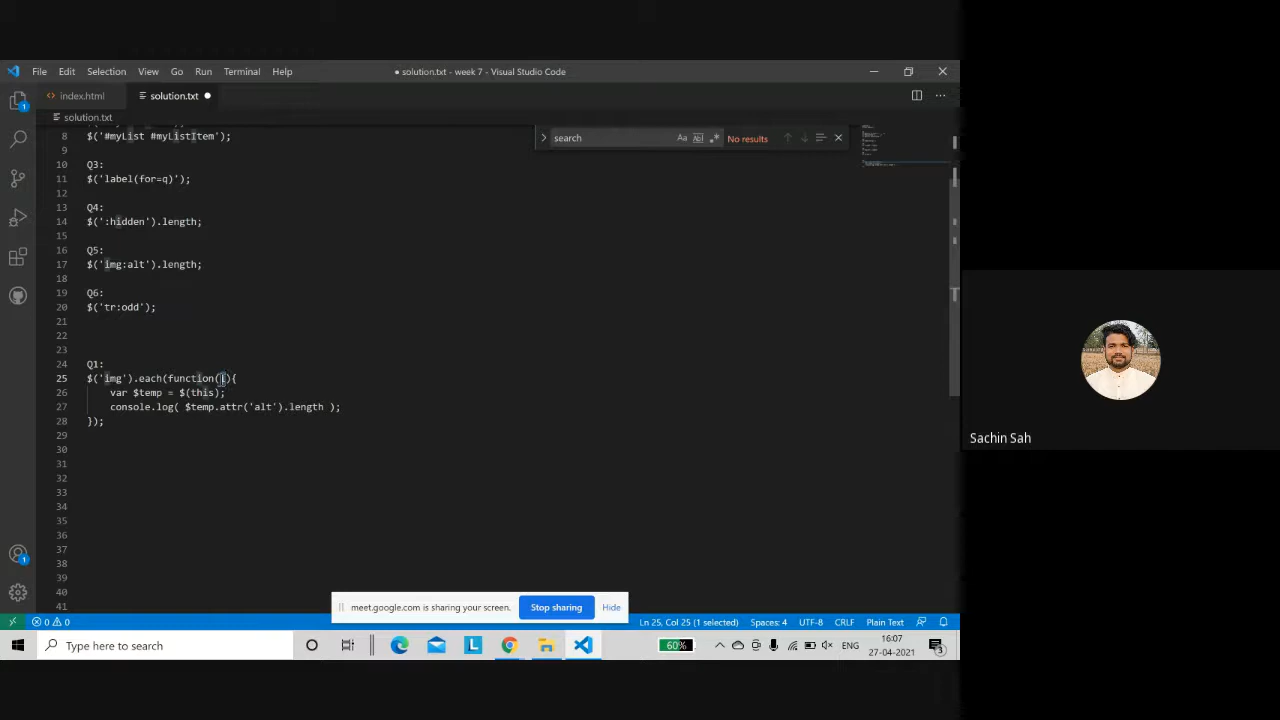 File Edit Selection View Go Run Terminal Help
● solution.txt - week 7 - Visual Studio Code
<> index.html
solution.txt ●
solution.txt
search
Aa
No results
8 $('#myList #myListItem');
9
10 Q3:
11 $('label(for=q)');
12
13 Q4:
14 $(':hidden').length;
15
16 Q5:
17 $('img:alt').length;
18
19 Q6:
20 $('tr:odd');
21
22
23
24 Q1:
25 $('img').each(function(i){
26 var $temp = $(this);
27 console.log( $temp.attr('alt').length );
28 });
29
30
31
32
33
34
35
36
37
38
39
40
41
1
1
meet.google.com is sharing your screen.
Stop sharing
Hide
0 0
Ln 25, Col 25 (1 selected)
Spaces: 4
UTF-8
CRLF
Plain Text
Type here to search
60%
ENG
16:07
27-04-2021
3
Sachin Sah